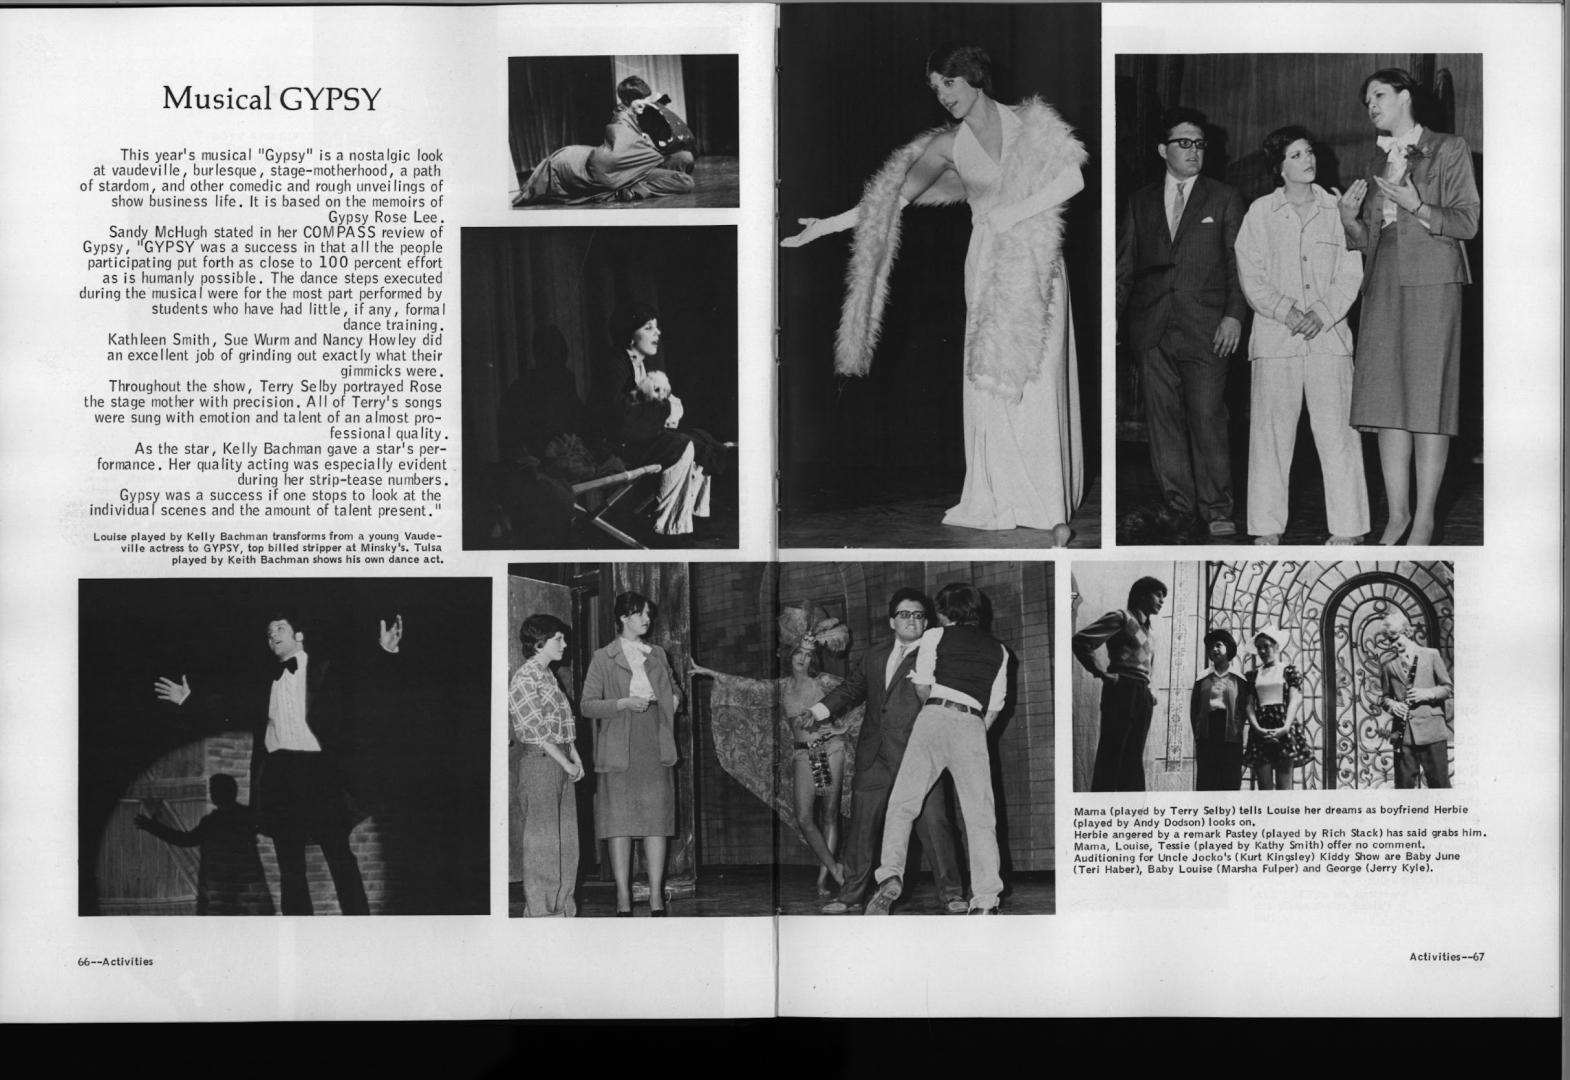 Musical GYPSY
This year's musical "Gypsy" is a nostalgic look
at vaudeville, burlesque, stage-motherhood, a path
of stardom, and other comedic and rough unveilings of
show business life. It is based on the memoirs of
Gypsy Rose Lee.
Sandy McHugh stated in her COMPASS review of
Gypsy, "GYPSY was a success in that all the people
participating put forth as close to 100 percent effort
as is humanly possible. The dance steps executed
during the musical were for the most part performed by
students who have had little, if any, formal
dance training.
Kathleen Smith, Sue Wurm and Nancy Howley did
an excellent job of grinding out exactly what their
gimmicks were.
Throughout the show, Terry Selby portrayed Rose
the stage mother with precision. All of Terry's songs
were sung with emotion and talent of an almost pro-
fessional quality.
As the star, Kelly Bachman gave a star's per-
formance. Her quality acting was especially evident
during her strip-tease numbers.
Gypsy was a success if one stops to look at the
individual scenes and the amount of talent present."
Louise played by Kelly Bachman transforms from a young Vaude-
ville actress to GYPSY, top billed stripper at Minsky's. Tulsa
played by Keith Bachman shows his own dance act.
Mama (played by Terry Selby) tells Louise her dreams as boyfriend Herbie
(played by Andy Dodson) looks on.
Herbie angered by a remark Pastey (played by Rich Stack) has said grabs him.
Mama, Louise, Tessie (played by Kathy Smith) offer no comment.
Auditioning for Uncle Jocko's (Kurt Kingsley) Kiddy Show are Baby June
(Teri Haber), Baby Louise (Marsha Fulper) and George (Jerry Kyle).
66--Activities
Activities--67